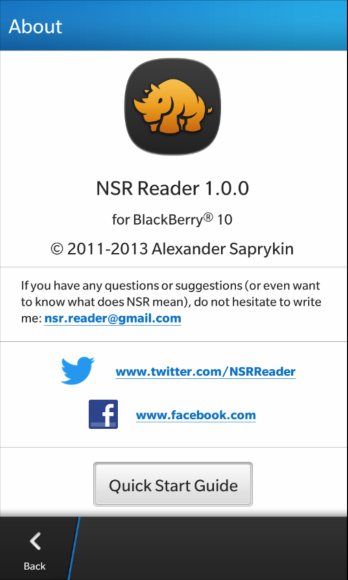 About
NSR Reader 1.0.0
for BlackBerry® 10
© 2011-2013 Alexander Saprykin
If you have any questions or suggestions (or even want
to know what does NSR mean), do not hesitate to write
me: nsr.reader@gmail.com
www.twitter.com/NSRReader
www.facebook.com
Quick Start Guide
Back